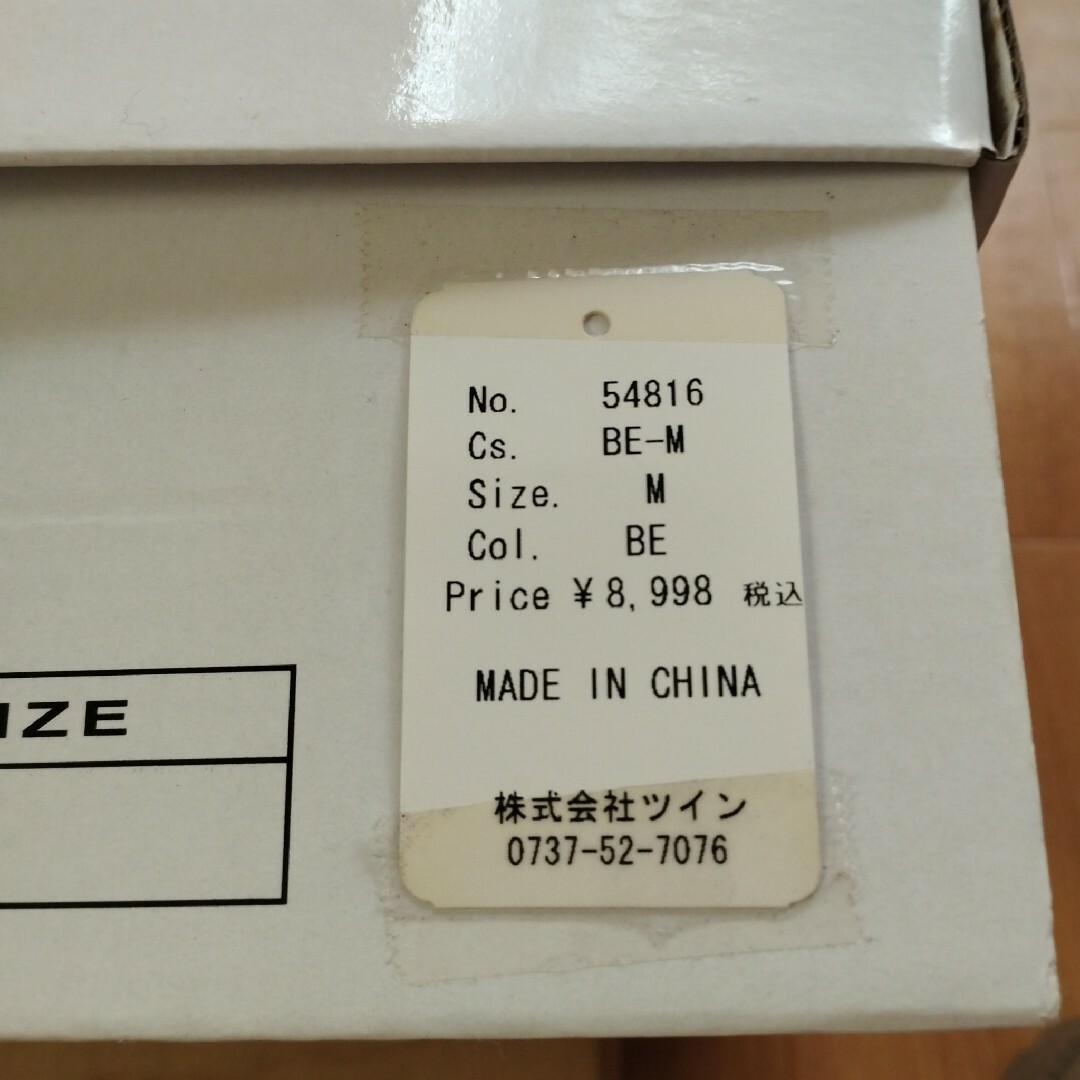 No. 54816
Cs. BE-M
Size. M
Col. BE
Price ¥8,998 税込
MADE IN CHINA
株式会社ツイン
0737-52-7076
IZE